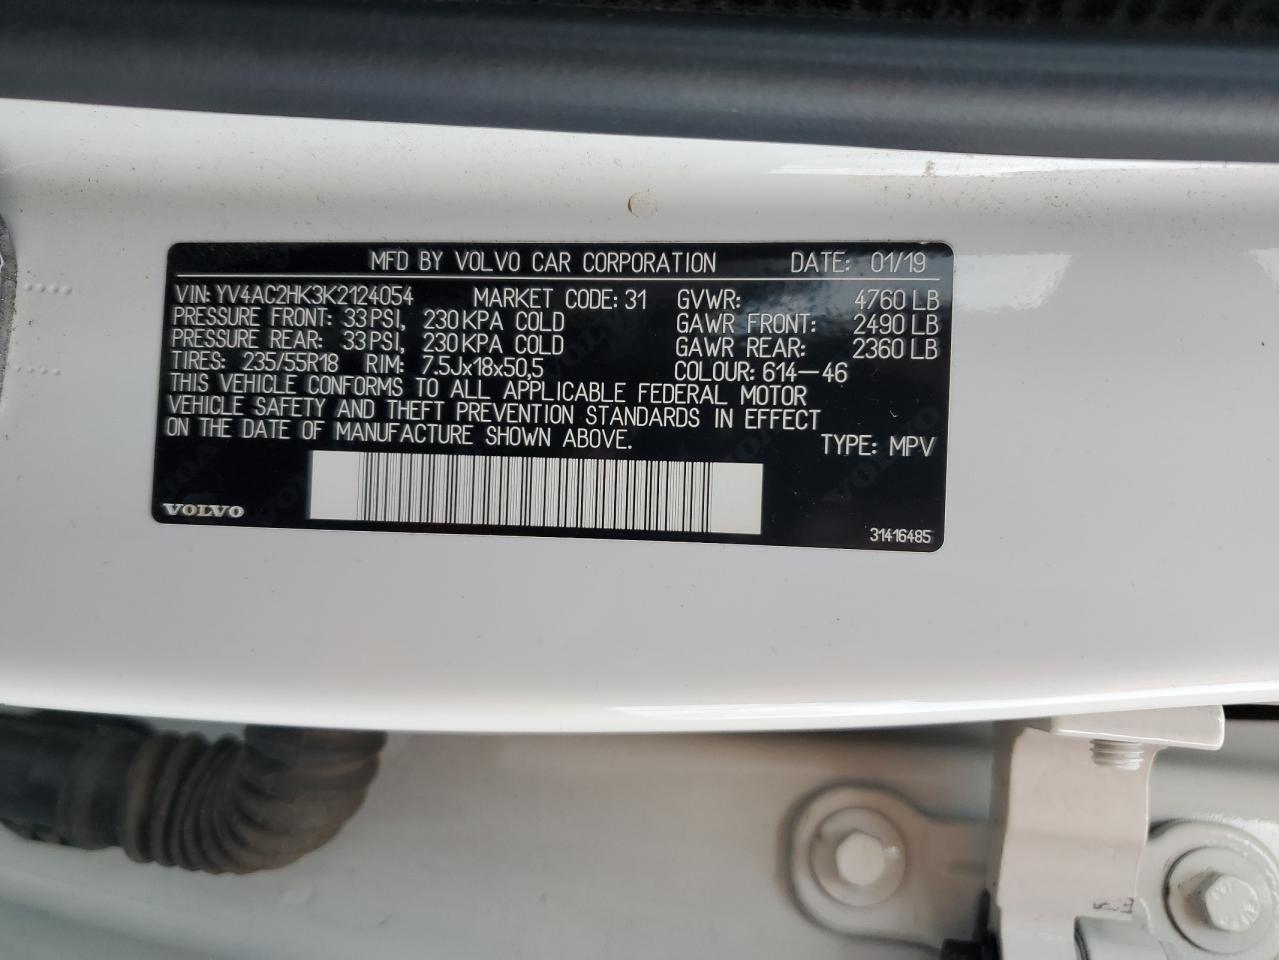 MFD BY VOLVO CAR CORPORATION DATE: 01/19
VIN: YV4AC2HK3K2124054 MARKET CODE: 31 GVWR: 4760 LB
PRESSURE FRONT: 33 PSI, 230 KPA COLD GAWR FRONT: 2490 LB
PRESSURE REAR: 33 PSI, 230 KPA COLD GAWR REAR: 2360 LB
TIRES: 235/55R18 RIM: 7.5Jx18x50,5 COLOUR: 614-46
THIS VEHICLE CONFORMS TO ALL APPLICABLE FEDERAL MOTOR
VEHICLE SAFETY AND THEFT PREVENTION STANDARDS IN EFFECT
ON THE DATE OF MANUFACTURE SHOWN ABOVE. TYPE: MPV
VOLVO 31416485